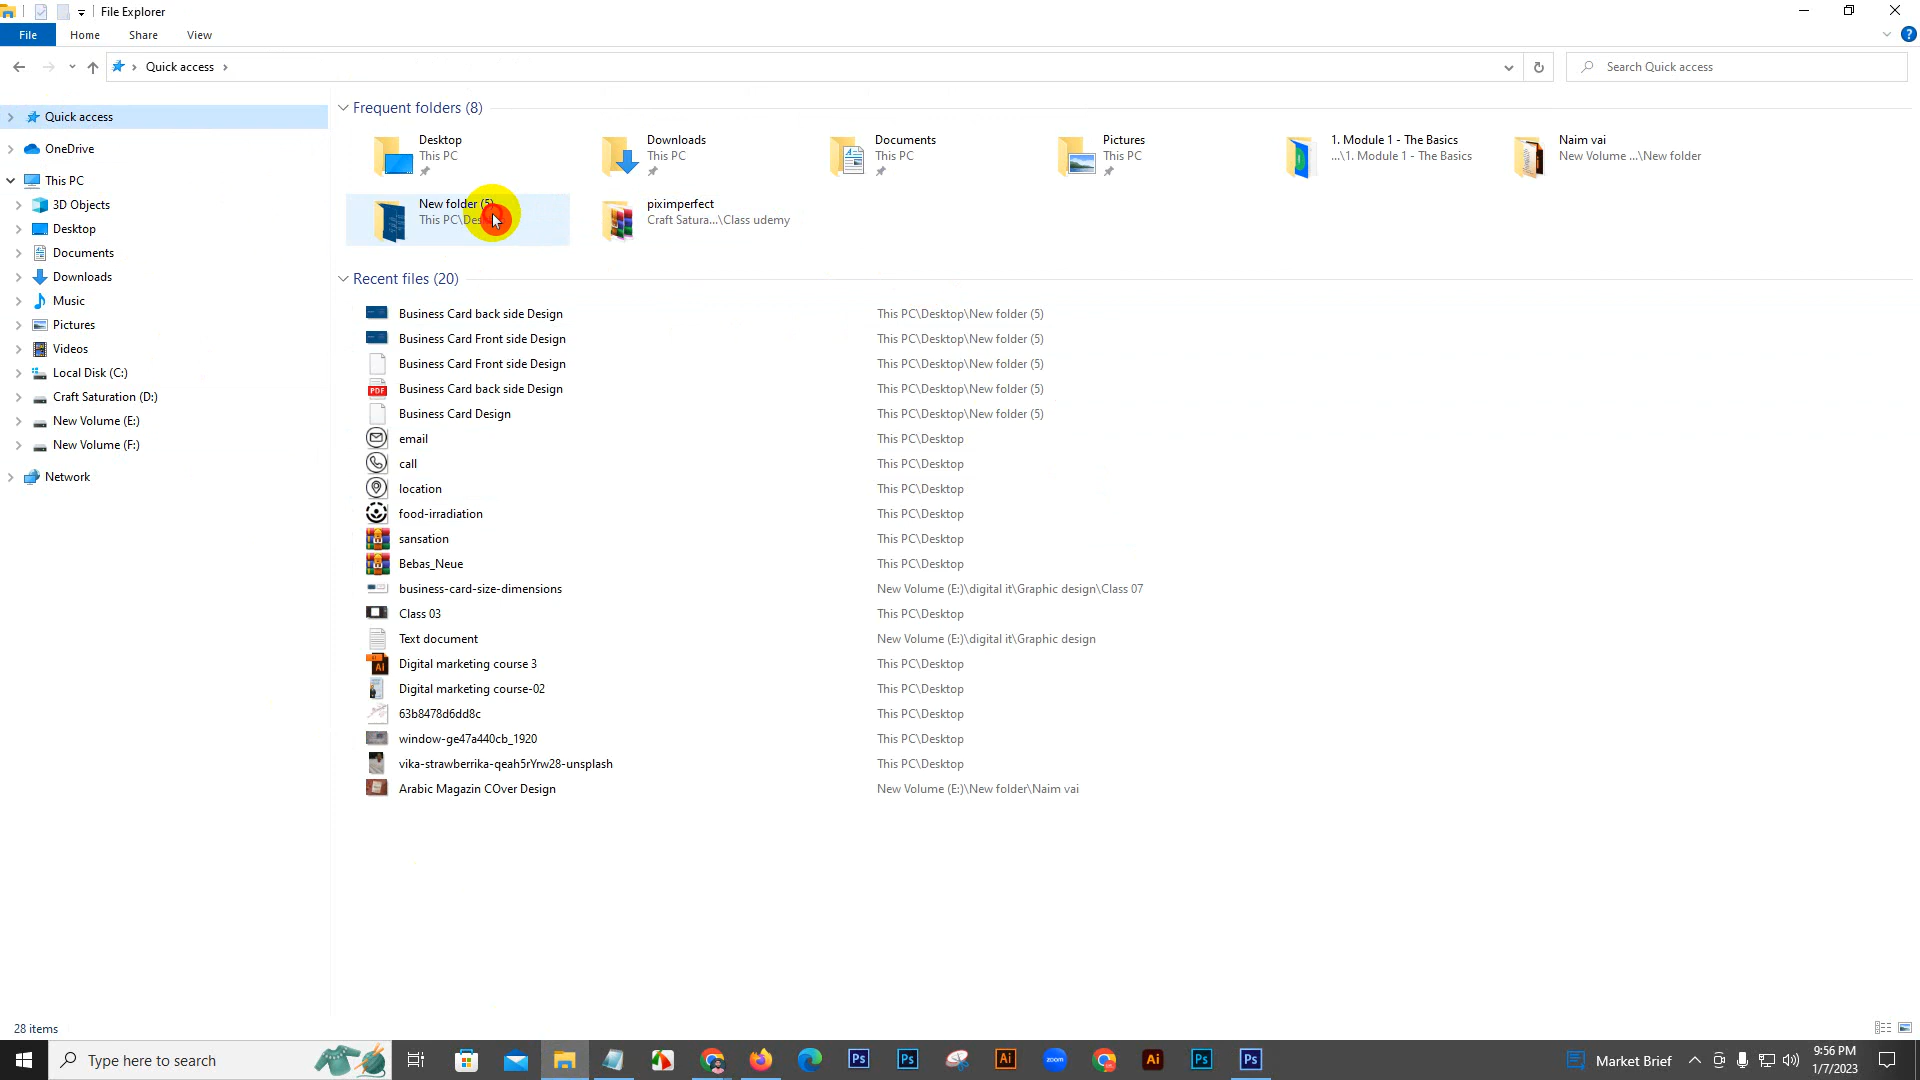 File Explorer
File Home Share View
Quick access
Search Quick access
Quick access
OneDrive
This PC
3D Objects
Desktop
Documents
Downloads
Music
Pictures
Videos
Local Disk (C:)
Craft Saturation (D:)
New Volume (E:)
New Volume (F:)
Network
Frequent folders (8)
Desktop
This PC
Downloads
This PC
Documents
This PC
Pictures
This PC
1. Module 1 - The Basics
...\1. Module 1 - The Basics
Naim vai
New Volume ...\New folder
New folder (5)
This PC\
piximperfect
Craft Satura...\Class udemy
Recent files (20)
Business Card back side Design This PC\Desktop\New folder (5)
Business Card Front side Design This PC\Desktop\New folder (5)
Business Card Front side Design This PC\Desktop\New folder (5)
PDF Business Card back side Design This PC\Desktop\New folder (5)
Business Card Design This PC\Desktop\New folder (5)
email This PC\Desktop
call This PC\Desktop
location This PC\Desktop
food-irradiation This PC\Desktop
sansation This PC\Desktop
Bebas_Neue This PC\Desktop
business-card-size-dimensions New Volume (E:)\digital it\Graphic design\Class 07
Class 03 This PC\Desktop
Text document New Volume (E:)\digital it\Graphic design
Ai Digital marketing course 3 This PC\Desktop
Digital marketing course-02 This PC\Desktop
63b8478d6dd8c This PC\Desktop
window-ge47a440cb_1920 This PC\Desktop
vika-strawberrika-qeah5rYrw28-unsplash This PC\Desktop
Arabic Magazin COver Design New Volume (E:)\New folder\Naim vai
28 items
Type here to search
Ps Ps Ai zoom Ai Ps Ps
Market Brief
9:56 PM
1/7/2023